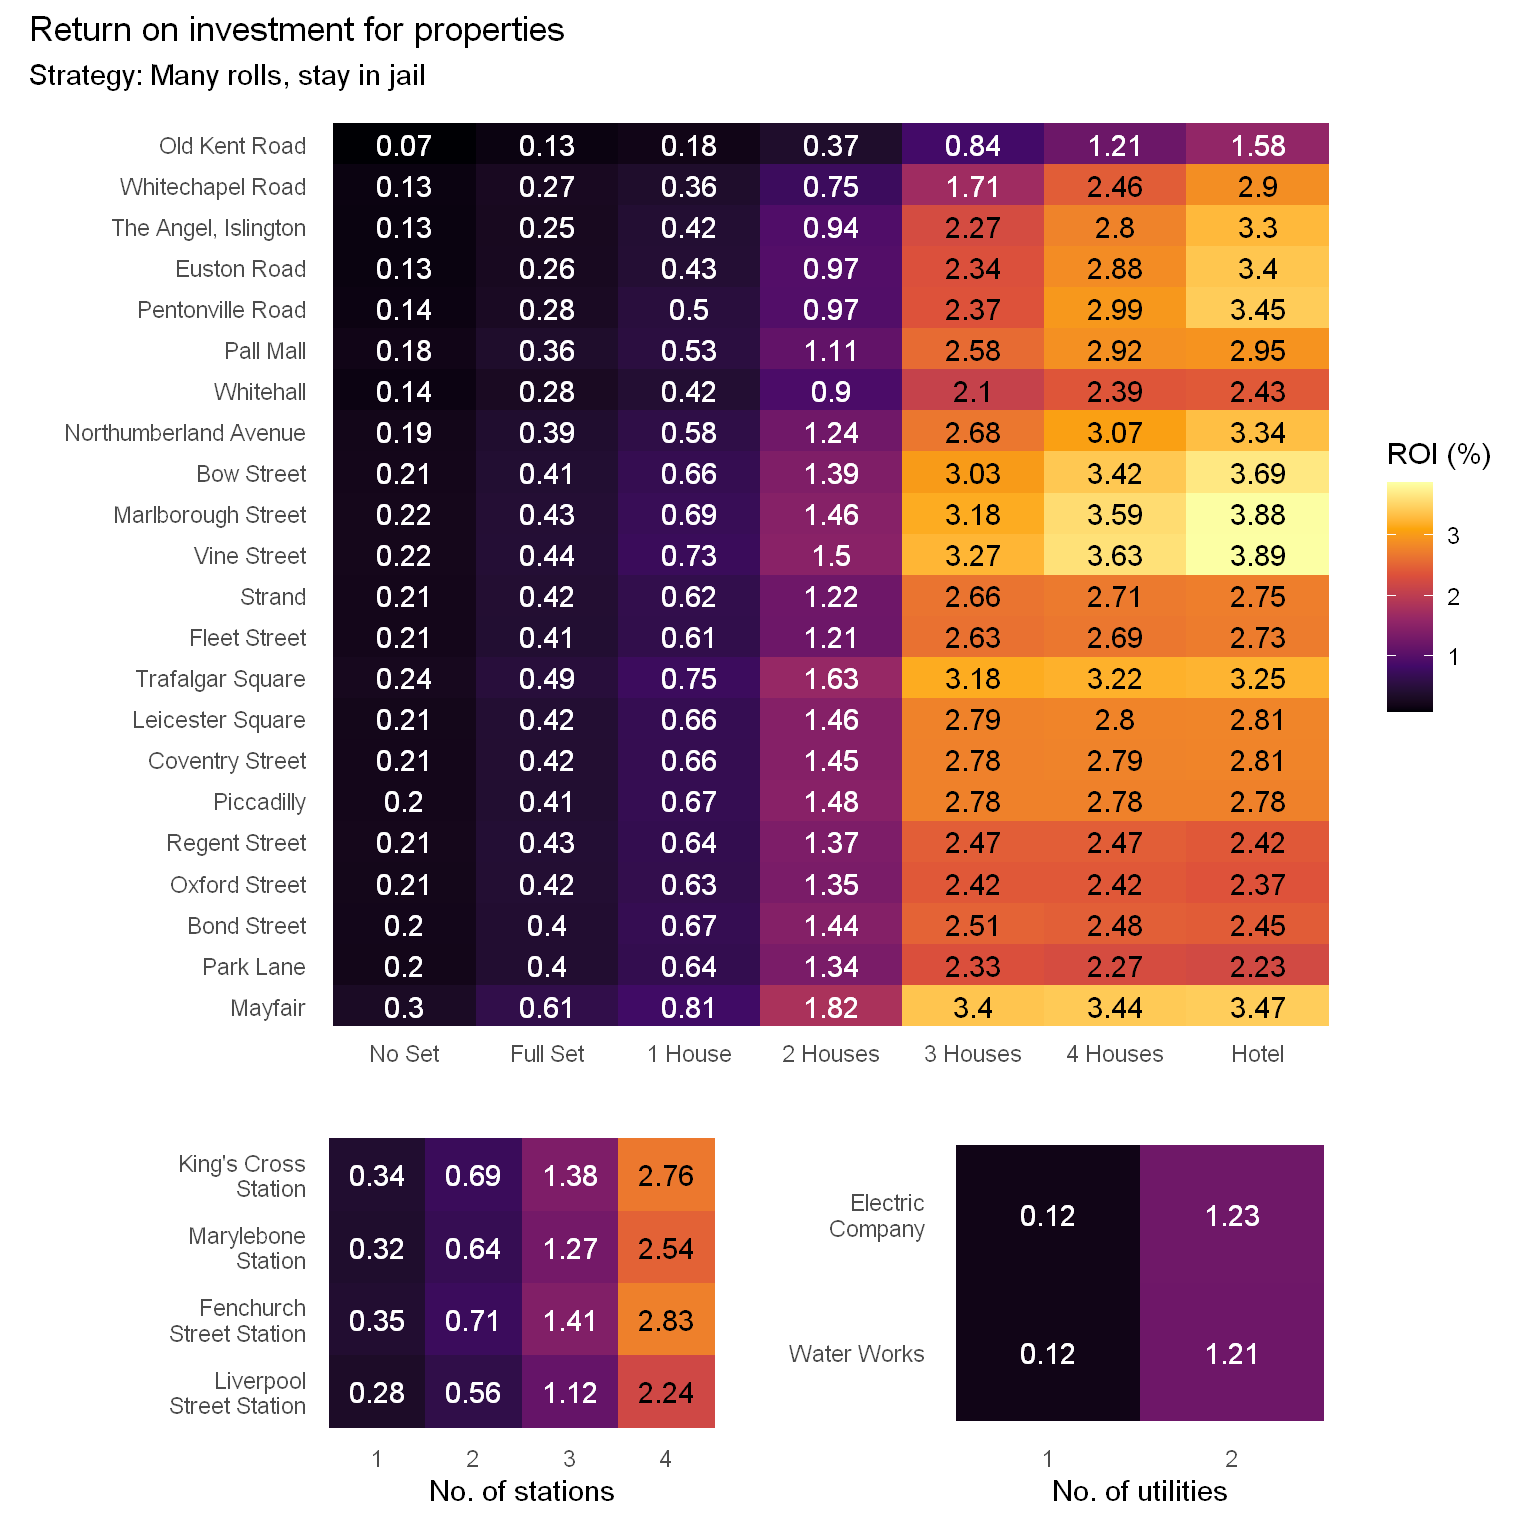 Return on investment for properties
Strategy: Many rolls, stay in jail
Old Kent Road 0.07 0.13 0.18 0.37 0.84 1.21 1.58
Whitechapel Road 0.13 0.27 0.36 0.75 1.71 2.46 2.9
The Angel, Islington 0.13 0.25 0.42 0.94 2.27 2.8 3.3
Euston Road 0.13 0.26 0.43 0.97 2.34 2.88 3.4
Pentonville Road 0.14 0.28 0.5 0.97 2.37 2.99 3.45
Pall Mall 0.18 0.36 0.53 1.11 2.58 2.92 2.95
Whitehall 0.14 0.28 0.42 0.9 2.1 2.39 2.43
Northumberland Avenue 0.19 0.39 0.58 1.24 2.68 3.07 3.34
Bow Street 0.21 0.41 0.66 1.39 3.03 3.42 3.69
Marlborough Street 0.22 0.43 0.69 1.46 3.18 3.59 3.88
Vine Street 0.22 0.44 0.73 1.5 3.27 3.63 3.89
Strand 0.21 0.42 0.62 1.22 2.66 2.71 2.75
Fleet Street 0.21 0.41 0.61 1.21 2.63 2.69 2.73
Trafalgar Square 0.24 0.49 0.75 1.63 3.18 3.22 3.25
Leicester Square 0.21 0.42 0.66 1.46 2.79 2.8 2.81
Coventry Street 0.21 0.42 0.66 1.45 2.78 2.79 2.81
Piccadilly 0.2 0.41 0.67 1.48 2.78 2.78 2.78
Regent Street 0.21 0.43 0.64 1.37 2.47 2.47 2.42
Oxford Street 0.21 0.42 0.63 1.35 2.42 2.42 2.37
Bond Street 0.2 0.4 0.67 1.44 2.51 2.48 2.45
Park Lane 0.2 0.4 0.64 1.34 2.33 2.27 2.23
Mayfair 0.3 0.61 0.81 1.82 3.4 3.44 3.47
No Set Full Set 1 House 2 Houses 3 Houses 4 Houses Hotel
ROI (%)
3
2
1
King's Cross
Station
0.34 0.69 1.38 2.76
Marylebone
Station
0.32 0.64 1.27 2.54
Fenchurch
Street Station
0.35 0.71 1.41 2.83
Liverpool
Street Station
0.28 0.56 1.12 2.24
1 2 3 4
No. of stations
Electric
Company
0.12 1.23
Water Works 0.12 1.21
1 2
No. of utilities